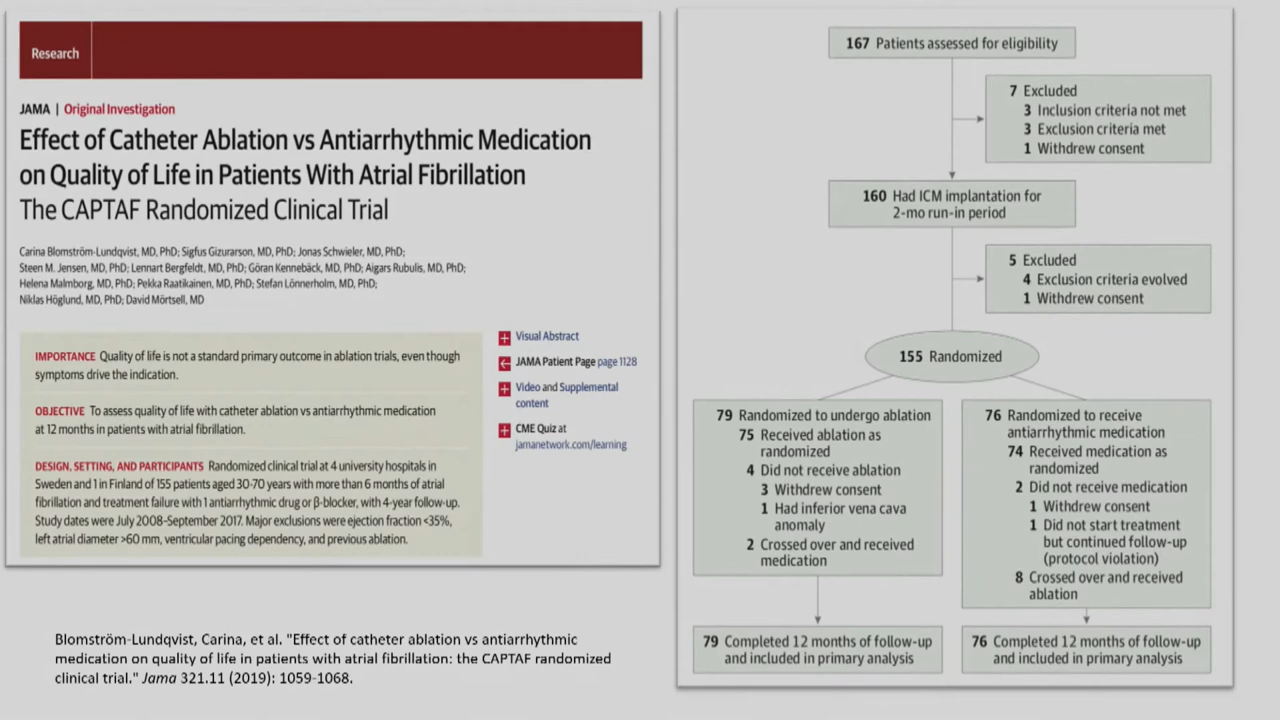 Research
JAMA | Original Investigation
Effect of Catheter Ablation vs Antiarrhythmic Medication
on Quality of Life in Patients With Atrial Fibrillation
The CAPTAF Randomized Clinical Trial
Carina Blomström-Lundqvist, MD, PhD; Sigfus Gizurarson, MD, PhD; Jonas Schwieler, MD, PhD;
Steen M. Jensen, MD, PhD; Lennart Bergfeldt, MD, PhD; Göran Kennebäck, MD, PhD; Aigars Rubulis, MD, PhD;
Helena Malmborg, MD, PhD; Pekka Raatikainen, MD, PhD; Stefan Lönnerholm, MD, PhD;
Niklas Höglund, MD, PhD; David Mörtsell, MD
IMPORTANCE Quality of life is not a standard primary outcome in ablation trials, even though
symptoms drive the indication.
OBJECTIVE To assess quality of life with catheter ablation vs antiarrhythmic medication
at 12 months in patients with atrial fibrillation.
DESIGN, SETTING, AND PARTICIPANTS Randomized clinical trial at 4 university hospitals in
Sweden and 1 in Finland of 155 patients aged 30-70 years with more than 6 months of atrial
fibrillation and treatment failure with 1 antiarrhythmic drug or β-blocker, with 4-year follow-up.
Study dates were July 2008-September 2017. Major exclusions were ejection fraction <35%,
left atrial diameter >60 mm, ventricular pacing dependency, and previous ablation.
Visual Abstract
JAMA Patient Page page 1128
Video and Supplemental
content
CME Quiz at
jamanetwork.com/learning
Blomström-Lundqvist, Carina, et al. "Effect of catheter ablation vs antiarrhythmic
medication on quality of life in patients with atrial fibrillation: the CAPTAF randomized
clinical trial." Jama 321.11 (2019): 1059-1068.
167 Patients assessed for eligibility
7 Excluded
3 Inclusion criteria not met
3 Exclusion criteria met
1 Withdrew consent
160 Had ICM implantation for
2-mo run-in period
5 Excluded
4 Exclusion criteria evolved
1 Withdrew consent
155 Randomized
79 Randomized to undergo ablation
75 Received ablation as
randomized
4 Did not receive ablation
3 Withdrew consent
1 Had inferior vena cava
anomaly
2 Crossed over and received
medication
76 Randomized to receive
antiarrhythmic medication
74 Received medication as
randomized
2 Did not receive medication
1 Withdrew consent
1 Did not start treatment
but continued follow-up
(protocol violation)
8 Crossed over and received
ablation
79 Completed 12 months of follow-up
and included in primary analysis
76 Completed 12 months of follow-up
and included in primary analysis